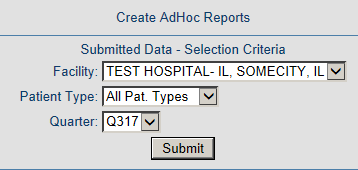 Create AdHoc Reports
Submitted Data - Selection Criteria
Facility: TEST HOSPITAL- IL, SOMECITY, IL
Patient Type: All Pat. Types
Quarter: Q317
Submit